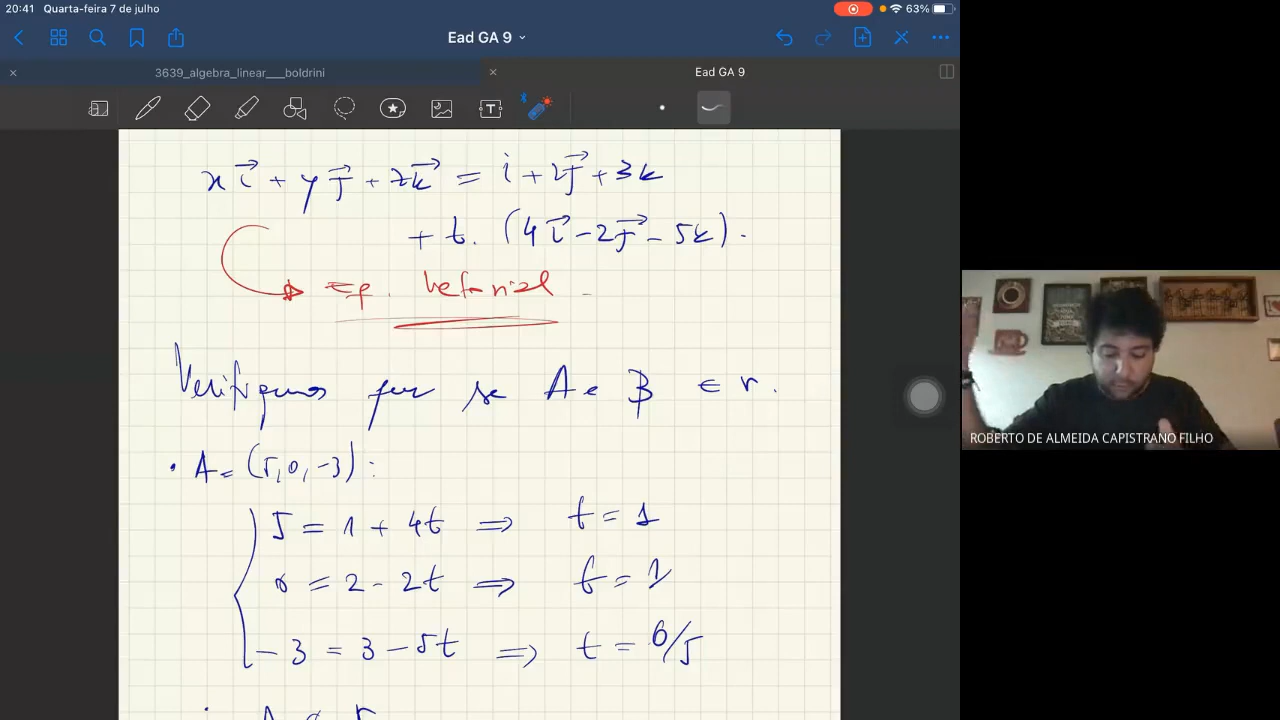 20:41 Quarta-feira 7 de julho
63%
Ead GA 9
3639_algebra_linear___boldrini
Ead GA 9
x i + y j + z k = i + 2j + 3k
+ t. (4i - 2j - 5k).
Eq. Vetorial
Verifiquemos se A e B ∈ r.
• A = (5, 0, -3):
5 = 1 + 4t ⇒ t = 1
0 = 2 - 2t ⇒ t = 1
-3 = 3 - 5t ⇒ t = 6/5
ROBERTO DE ALMEIDA CAPISTRANO FILHO